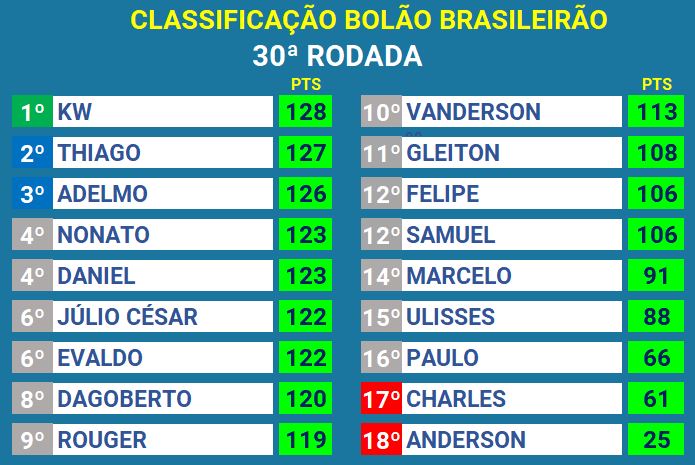 CLASSIFICAÇÃO BOLÃO BRASILEIRÃO
30ª RODADA
PTS
1º KW 128
2º THIAGO 127
3º ADELMO 126
4º NONATO 123
4º DANIEL 123
6º JÚLIO CÉSAR 122
6º EVALDO 122
8º DAGOBERTO 120
9º ROUGER 119
PTS
10º VANDERSON 113
11º GLEITON 108
12º FELIPE 106
12º SAMUEL 106
14º MARCELO 91
15º ULISSES 88
16º PAULO 66
17º CHARLES 61
18º ANDERSON 25